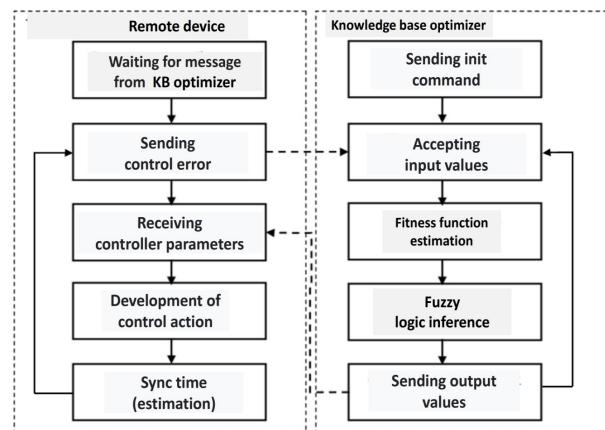 Remote device
Waiting for message
from KB optimizer
Sending
control error
Receiving
controller parameters
Development of
control action
Sync time
(estimation)
Knowledge base optimizer
Sending init
command
Accepting
input values
Fitness function
estimation
Fuzzy
logic inference
Sending output
values